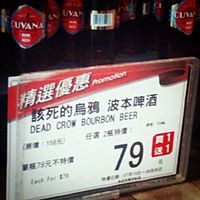 CUVANA
CUVANA
精選優惠 Promotion
該死的烏鴉 波本啤酒
DEAD CROW BOURBON BEER
(原價:158元)
任選 2瓶特價:
單瓶79元不特價
Each For $79
79 元
買1
送1